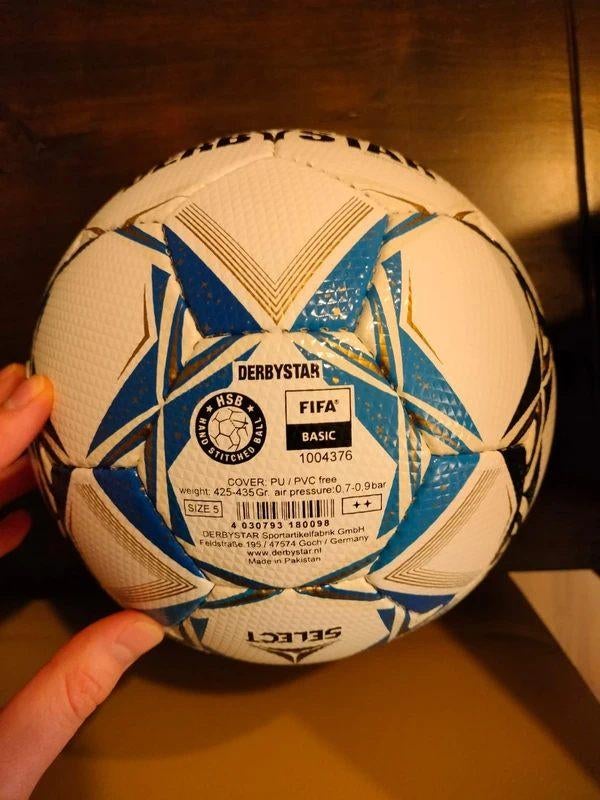 DERBYSTAR
DERBYSTAR
HSB
HAND STITCHED BALL
FIFA®
BASIC
1004376
COVER: PU / PVC free
weight: 425-435Gr. air pressure:0,7-0,9bar
SIZE 5
4 030793 180098
DERBYSTAR Sportartikelfabrik GmbH
Feldstraße 195 / 47574 Goch / Germany
www.derbystar.nl
Made in Pakistan
SELECT